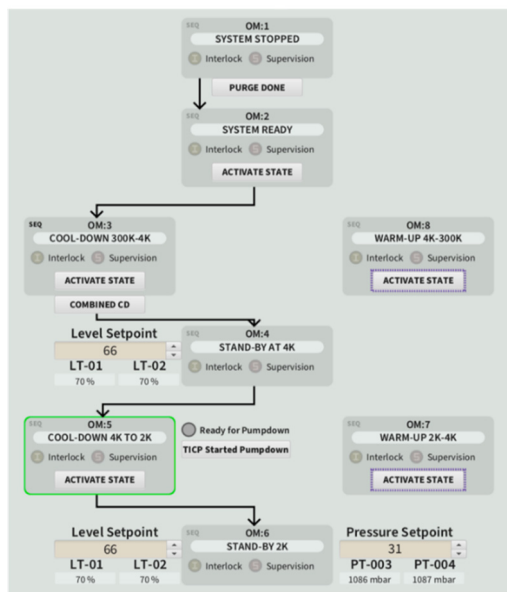 SEQ OM:1
SYSTEM STOPPED
I Interlock S Supervision
PURGE DONE
SEQ OM:2
SYSTEM READY
I Interlock S Supervision
ACTIVATE STATE
SEQ OM:3
COOL-DOWN 300K-4K
I Interlock S Supervision
ACTIVATE STATE
COMBINED CD
SEQ OM:8
WARM-UP 4K-300K
I Interlock S Supervision
ACTIVATE STATE
Level Setpoint
66
LT-01 LT-02
70 % 70 %
SEQ OM:4
STAND-BY AT 4K
I Interlock S Supervision
SEQ OM:5
COOL-DOWN 4K TO 2K
I Interlock S Supervision
ACTIVATE STATE
Ready for Pumpdown
TICP Started Pumpdown
SEQ OM:7
WARM-UP 2K-4K
I Interlock S Supervision
ACTIVATE STATE
Level Setpoint
66
LT-01 LT-02
70 % 70 %
SEQ OM:6
STAND-BY 2K
I Interlock S Supervision
Pressure Setpoint
31
PT-003 PT-004
1086 mbar 1087 mbar